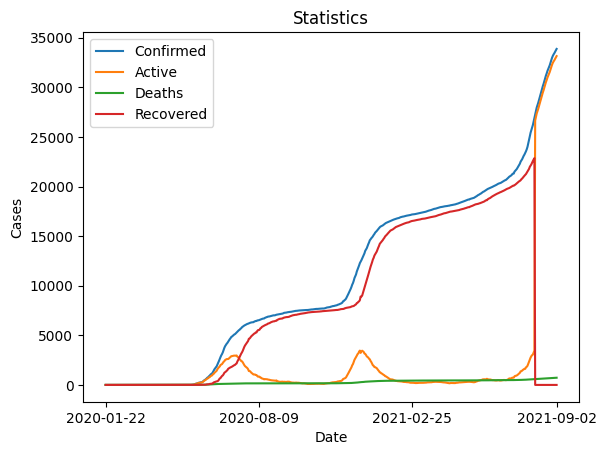 Statistics
Confirmed
Active
Deaths
Recovered
35000
30000
25000
20000
15000
10000
5000
0
Cases
2020-01-22
2020-08-09
2021-02-25
2021-09-02
Date